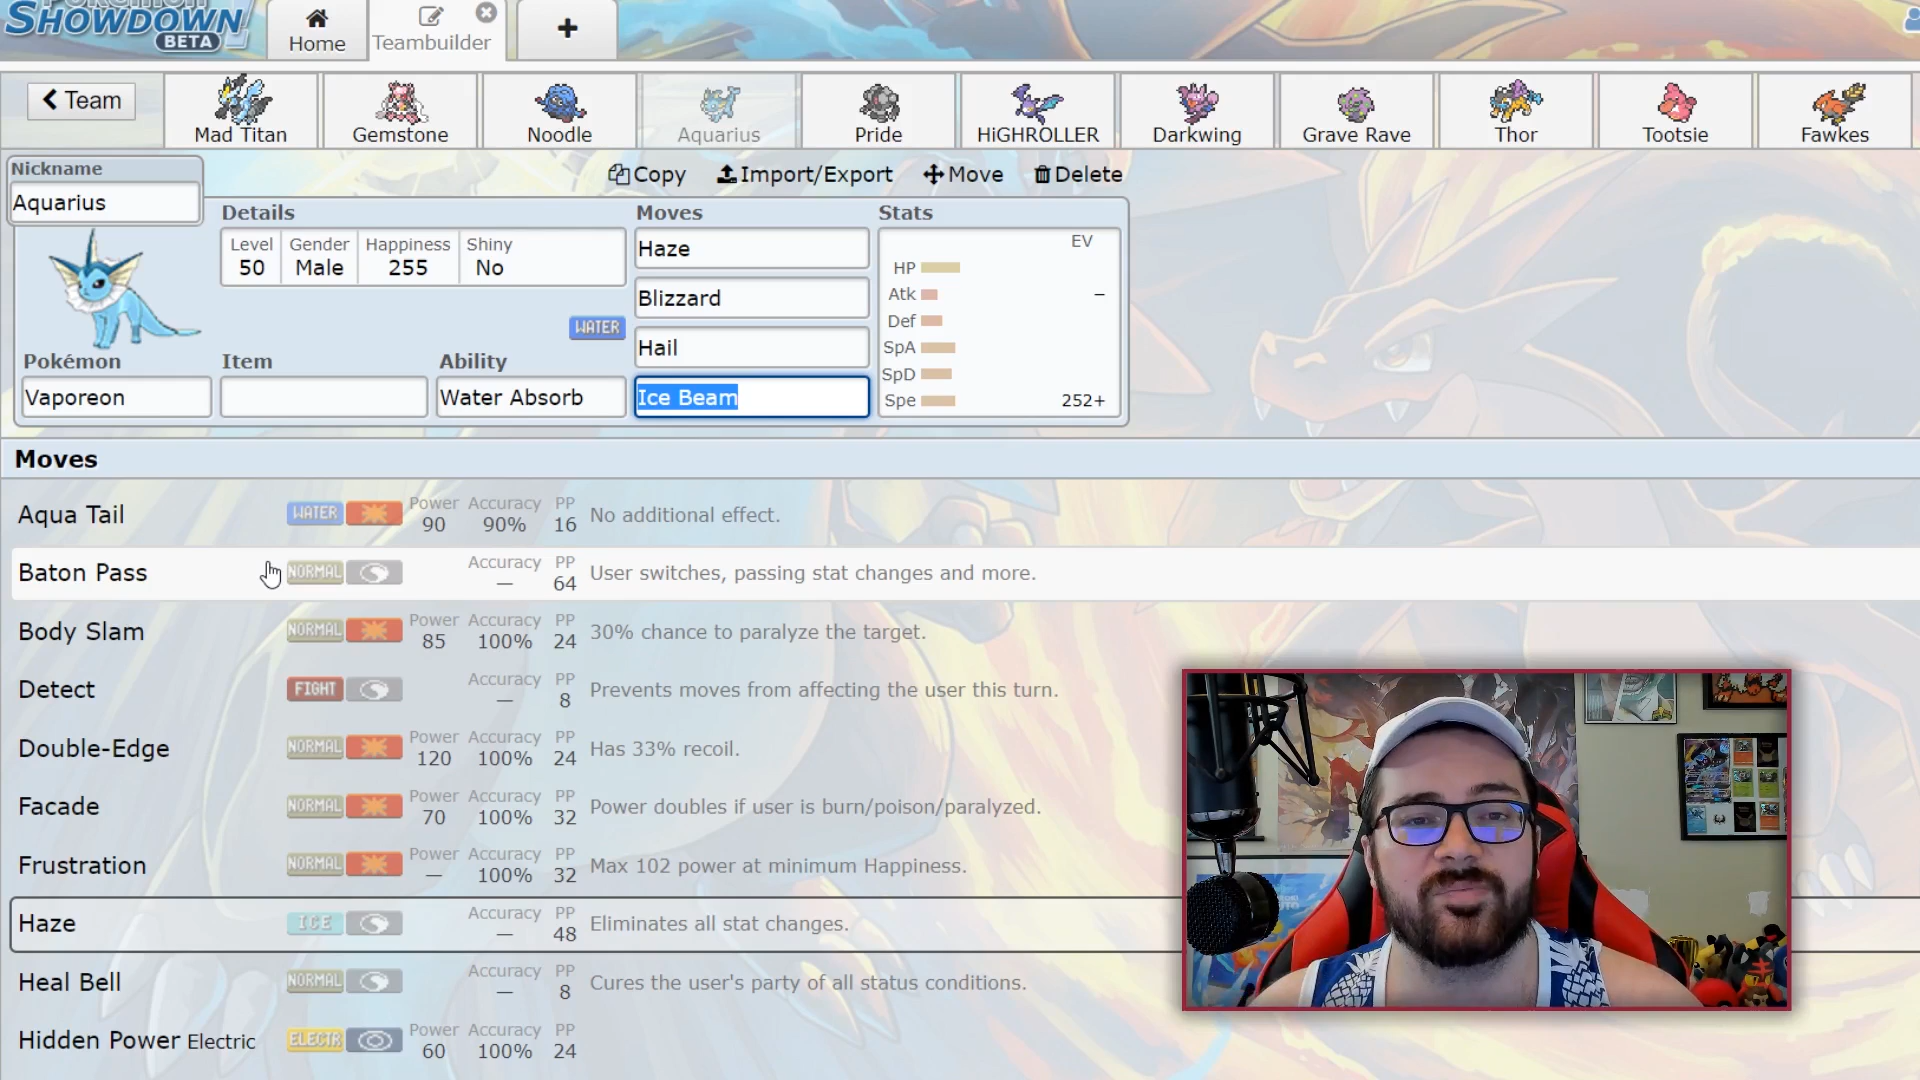 Pokémon
SHOWDOWN
BETA
Home
Teambuilder
+
Team
Mad Titan
Gemstone
Noodle
Aquarius
Pride
HiGHROLLER
Darkwing
Grave Rave
Thor
Tootsie
Fawkes
Nickname
Aquarius
Copy
Import/Export
Move
Delete
Details
Level Gender Happiness Shiny
50 Male 255 No
WATER
Pokémon
Vaporeon
Item
Ability
Water Absorb
Moves
Haze
Blizzard
Hail
Ice Beam
Stats
EV
HP
Atk –
Def
SpA
SpD
Spe 252+
Moves
Aqua Tail WATER Power 90 Accuracy 90% PP 16 No additional effect.
Baton Pass NORMAL Accuracy — PP 64 User switches, passing stat changes and more.
Body Slam NORMAL Power 85 Accuracy 100% PP 24 30% chance to paralyze the target.
Detect FIGHT Accuracy — PP 8 Prevents moves from affecting the user this turn.
Double-Edge NORMAL Power 120 Accuracy 100% PP 24 Has 33% recoil.
Facade NORMAL Power 70 Accuracy 100% PP 32 Power doubles if user is burn/poison/paralyzed.
Frustration NORMAL Power — Accuracy 100% PP 32 Max 102 power at minimum Happiness.
Haze ICE Accuracy — PP 48 Eliminates all stat changes.
Heal Bell NORMAL Accuracy — PP 8 Cures the user's party of all status conditions.
Hidden Power Electric ELECTR Power 60 Accuracy 100% PP 24